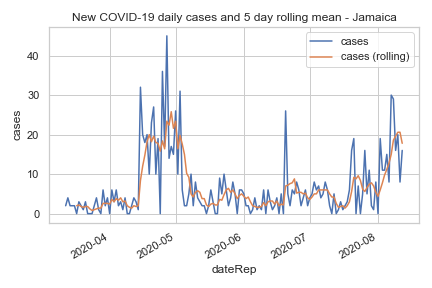 New COVID-19 daily cases and 5 day rolling mean - Jamaica
cases
cases (rolling)
cases
40
30
20
10
0
2020-04
2020-05
2020-06
2020-07
2020-08
dateRep